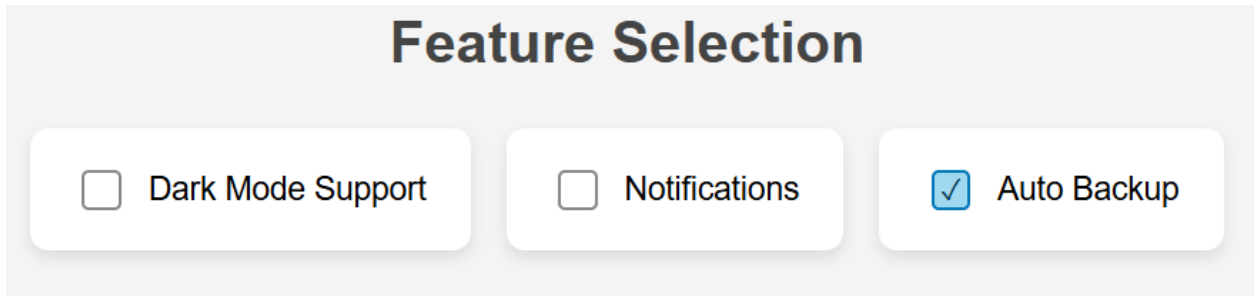 Feature Selection
Dark Mode Support
Notifications
Auto Backup